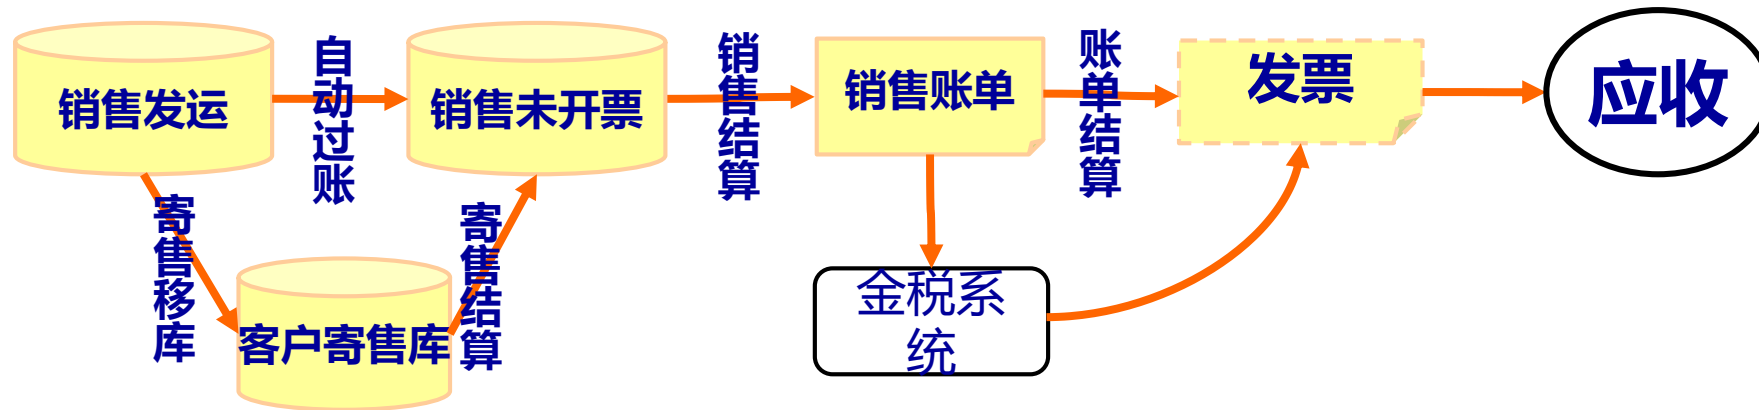 销售发运
自动过账
销售未开票
销售结算
销售账单
账单结算
发票
应收
寄售移库
客户寄售库
寄售结算
金税系
统